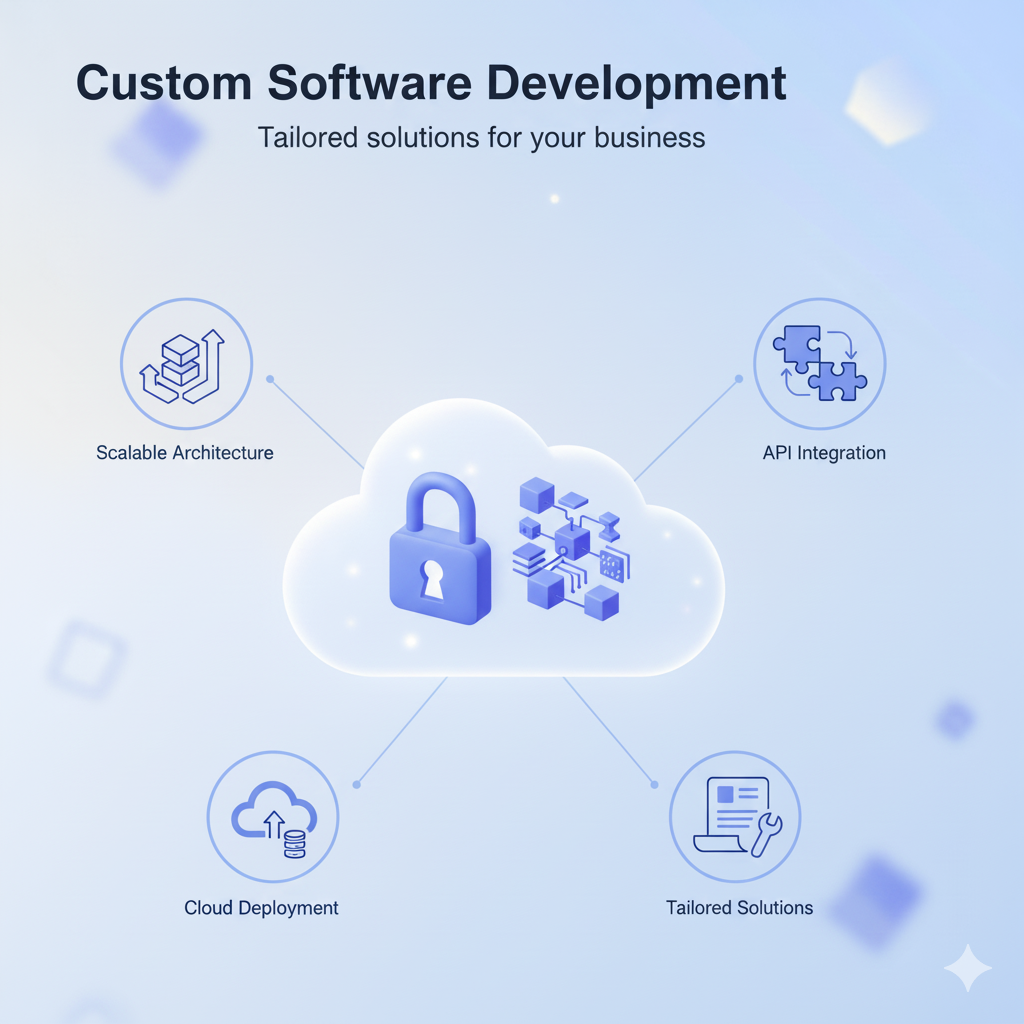 Custom Software Development
Tailored solutions for your business
Scalable Architecture
API Integration
Cloud Deployment
Tailored Solutions